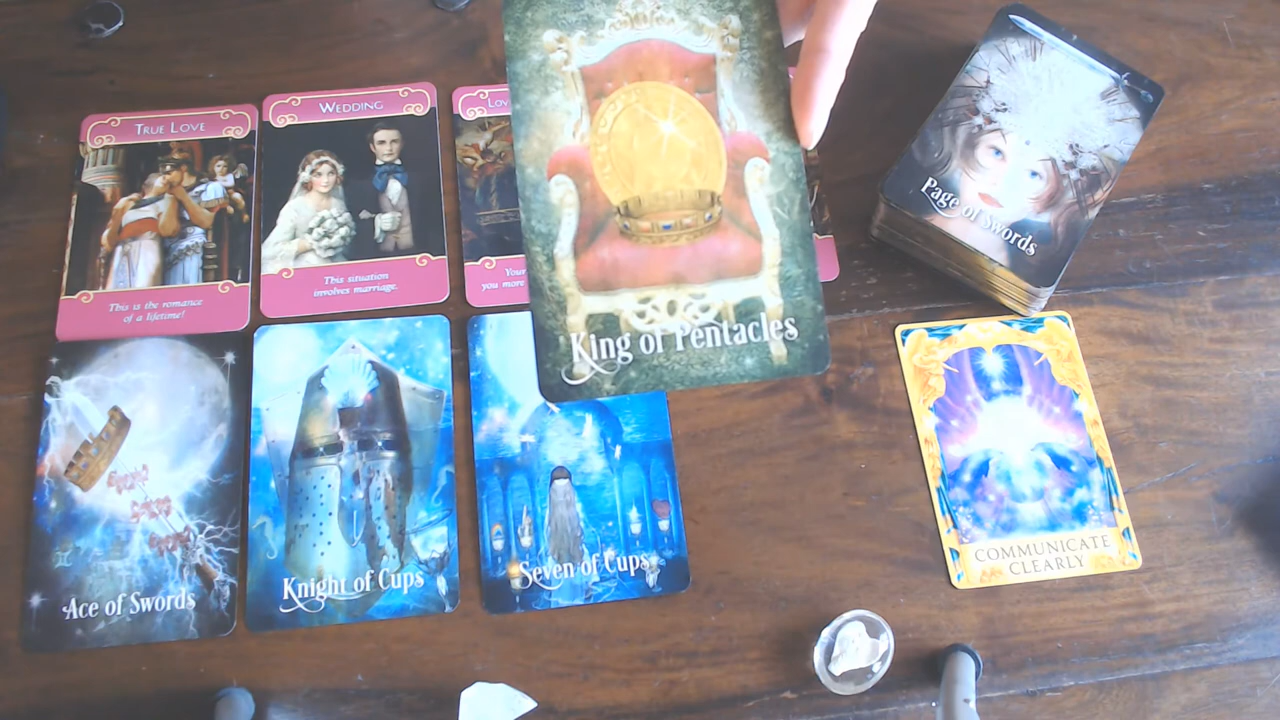 TRUE LOVE
This is the romance
of a lifetime!
WEDDING
This situation
involves marriage.
Your
you more
King of Pentacles
Page of Swords
Ace of Swords
Knight of Cups
Seven of Cups
COMMUNICATE
CLEARLY